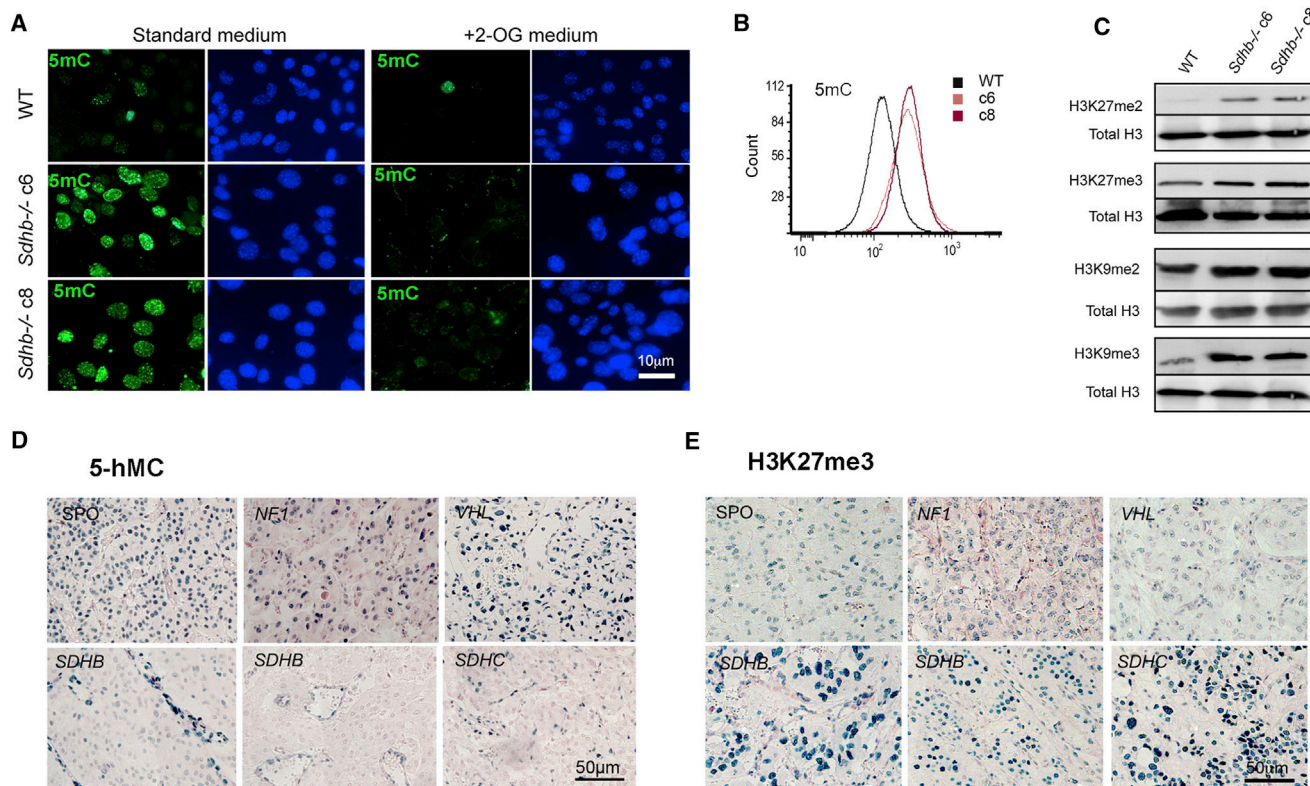 A
Standard medium
+2-OG medium
WT
5mC
5mC
Sdhb-/- c6
5mC
5mC
Sdhb-/- c8
5mC
5mC
10μm
B
5mC
WT
c6
c8
Count
112
84
56
28
10
10²
10³
C
WT
Sdhb-/- c6
Sdhb-/- c8
H3K27me2
Total H3
H3K27me3
Total H3
H3K9me2
Total H3
H3K9me3
Total H3
D
5-hMC
SPO
NF1
VHL
SDHB
SDHB
SDHC
50μm
E
H3K27me3
SPO
NF1
VHL
SDHB
SDHB
SDHC
50μm